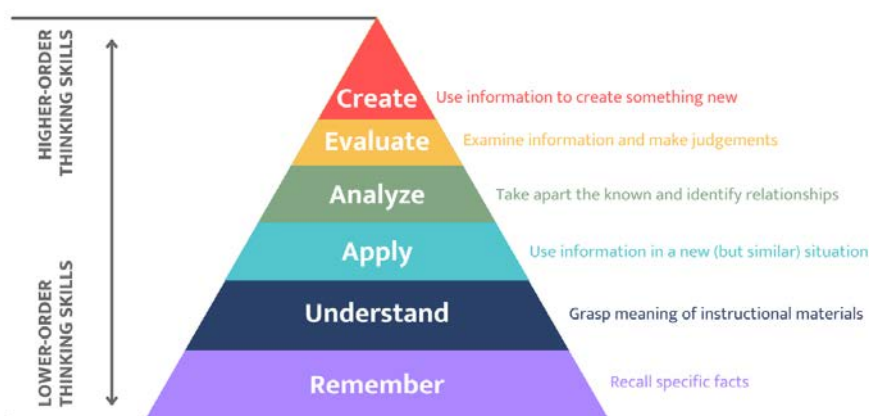 HIGHER-ORDER
THINKING SKILLS
Create
Use information to create something new
Evaluate
Examine information and make judgements
Analyze
Take apart the known and identify relationships
Apply
Use information in a new (but similar) situation
Understand
Grasp meaning of instructional materials
LOWER-ORDER
THINKING SKILLS
Remember
Recall specific facts